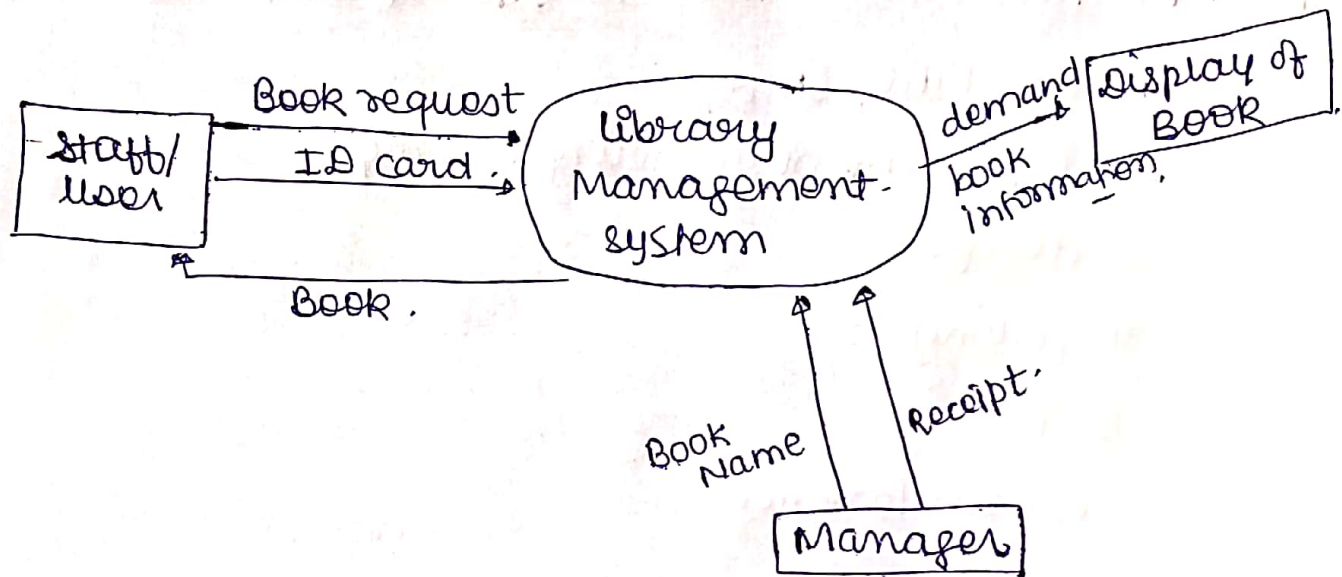 Book request
ID card.
Staff/
User
Book.
library
Management-
system
demand
book
information.
Display of
BOOK
Book
Name
Receipt.
Manager